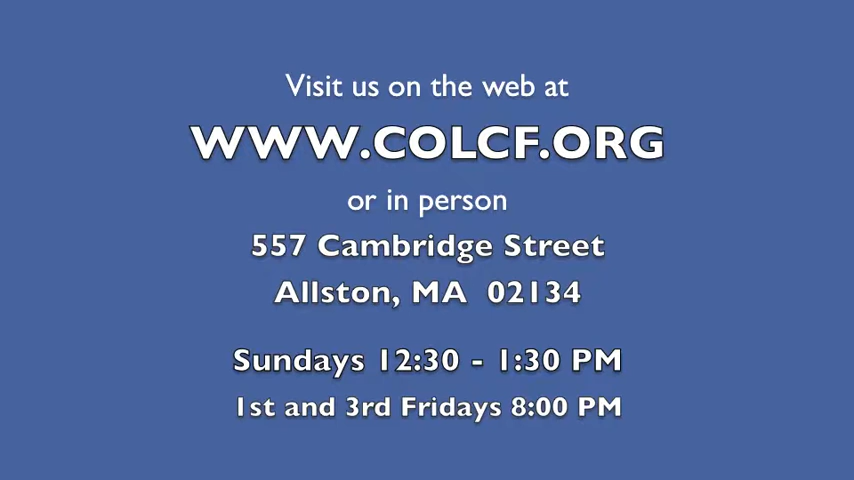 Visit us on the web at
WWW.COLCF.ORG
or in person
557 Cambridge Street
Allston, MA 02134
Sundays 12:30 - 1:30 PM
1st and 3rd Fridays 8:00 PM